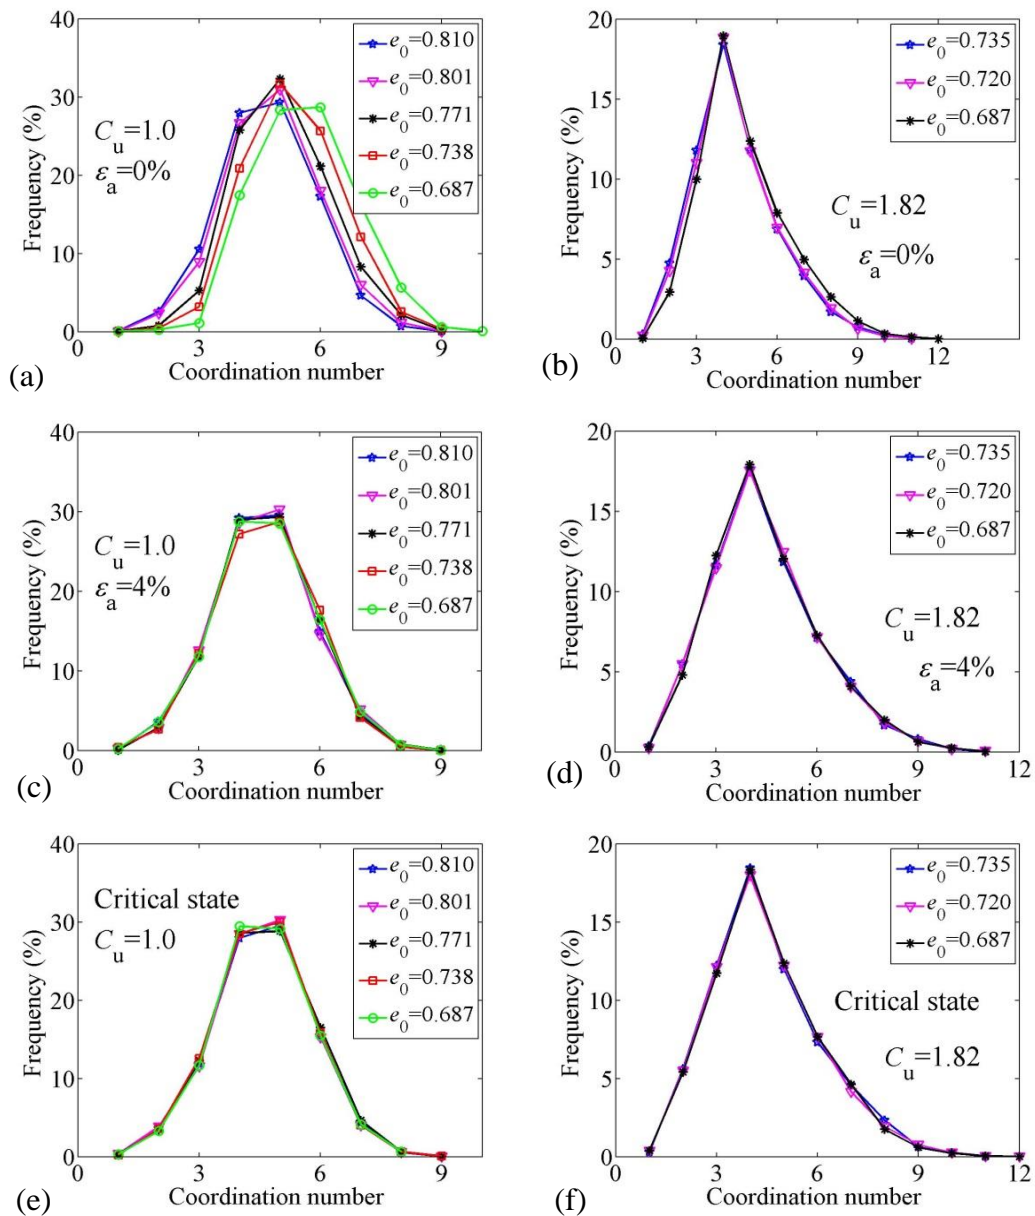 40
30
20
10
0
Frequency (%)
C_u=1.0
ε_a=0%
e_0=0.810
e_0=0.801
e_0=0.771
e_0=0.738
e_0=0.687
0 3 6 9
Coordination number
(a)
20
15
10
5
0
Frequency (%)
e_0=0.735
e_0=0.720
e_0=0.687
C_u=1.82
ε_a=0%
0 3 6 9 12
Coordination number
(b)
40
30
20
10
0
Frequency (%)
C_u=1.0
ε_a=4%
e_0=0.810
e_0=0.801
e_0=0.771
e_0=0.738
e_0=0.687
0 3 6 9
Coordination number
(c)
20
15
10
5
0
Frequency (%)
e_0=0.735
e_0=0.720
e_0=0.687
C_u=1.82
ε_a=4%
0 3 6 9 12
Coordination number
(d)
40
30
20
10
0
Frequency (%)
Critical state
C_u=1.0
e_0=0.810
e_0=0.801
e_0=0.771
e_0=0.738
e_0=0.687
0 3 6 9
Coordination number
(e)
20
15
10
5
0
Frequency (%)
e_0=0.735
e_0=0.720
e_0=0.687
Critical state
C_u=1.82
0 3 6 9 12
Coordination number
(f)